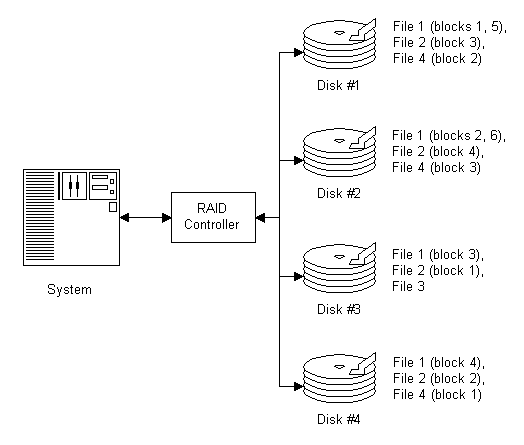 File 1 (blocks 1, 5),
File 2 (block 3),
File 4 (block 2)
Disk #1
File 1 (blocks 2, 6),
File 2 (block 4),
File 4 (block 3)
Disk #2
RAID
Controller
System
File 1 (block 3),
File 2 (block 1),
File 3
Disk #3
File 1 (block 4),
File 2 (block 2),
File 4 (block 1)
Disk #4